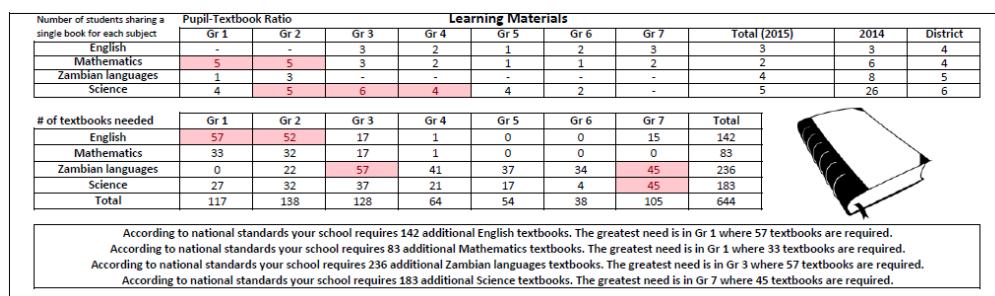 Number of students sharing a single book for each subject Pupil-Textbook Ratio Learning Materials
Gr 1 Gr 2 Gr 3 Gr 4 Gr 5 Gr 6 Gr 7 Total (2015) 2014 District
English - - 3 2 1 2 3 3 3 4
Mathematics 5 5 3 2 1 1 2 2 6 4
Zambian languages 1 3 - - - - - 4 8 5
Science 4 5 6 4 4 2 - 5 26 6
# of textbooks needed Gr 1 Gr 2 Gr 3 Gr 4 Gr 5 Gr 6 Gr 7 Total
English 57 52 17 1 0 0 15 142
Mathematics 33 32 17 1 0 0 0 83
Zambian languages 0 22 57 41 37 34 45 236
Science 27 32 37 21 17 4 45 183
Total 117 138 128 64 54 38 105 644
According to national standards your school requires 142 additional English textbooks. The greatest need is in Gr 1 where 57 textbooks are required.
According to national standards your school requires 83 additional Mathematics textbooks. The greatest need is in Gr 1 where 33 textbooks are required.
According to national standards your school requires 236 additional Zambian languages textbooks. The greatest need is in Gr 3 where 57 textbooks are required.
According to national standards your school requires 183 additional Science textbooks. The greatest need is in Gr 7 where 45 textbooks are required.